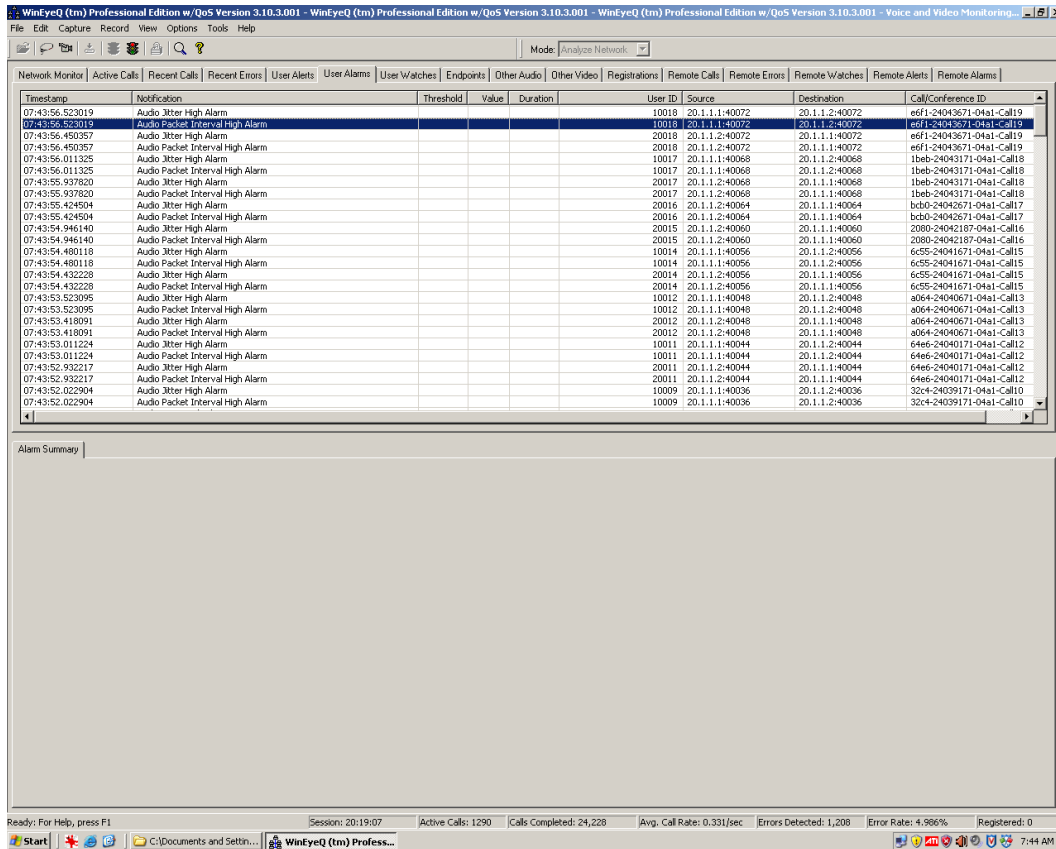 WinEyeQ (tm) Professional Edition w/QoS Version 3.10.3.001 - WinEyeQ (tm) Professional Edition w/QoS Version 3.10.3.001 - WinEyeQ (tm) Professional Edition w/QoS Version 3.10.3.001 - Voice and Video Monitoring...
File Edit Capture Record View Options Tools Help
Mode: Analyze Network
Network Monitor Active Calls Recent Calls Recent Errors User Alerts User Alarms User Watches Endpoints Other Audio Other Video Registrations Remote Calls Remote Errors Remote Watches Remote Alerts Remote Alarms
Timestamp Notification Threshold Value Duration User ID Source Destination Call/Conference ID
07:43:56.523019 Audio Jitter High Alarm 10018 20.1.1.1:40072 20.1.1.2:40072 e6f1-24043671-04a1-Call19
07:43:56.523019 Audio Packet Interval High Alarm 10018 20.1.1.1:40072 20.1.1.2:40072 e6f1-24043671-04a1-Call19
07:43:56.450357 Audio Jitter High Alarm 20018 20.1.1.2:40072 20.1.1.1:40072 e6f1-24043671-04a1-Call19
07:43:56.450357 Audio Packet Interval High Alarm 20018 20.1.1.2:40072 20.1.1.1:40072 e6f1-24043671-04a1-Call19
07:43:56.011325 Audio Jitter High Alarm 10017 20.1.1.1:40068 20.1.1.2:40068 1beb-24043171-04a1-Call18
07:43:56.011325 Audio Packet Interval High Alarm 10017 20.1.1.1:40068 20.1.1.2:40068 1beb-24043171-04a1-Call18
07:43:55.937820 Audio Jitter High Alarm 20017 20.1.1.2:40068 20.1.1.1:40068 1beb-24043171-04a1-Call18
07:43:55.937820 Audio Packet Interval High Alarm 20017 20.1.1.2:40068 20.1.1.1:40068 1beb-24043171-04a1-Call18
07:43:55.424504 Audio Jitter High Alarm 20016 20.1.1.2:40064 20.1.1.1:40064 bcb0-24042671-04a1-Call17
07:43:55.424504 Audio Packet Interval High Alarm 20016 20.1.1.2:40064 20.1.1.1:40064 bcb0-24042671-04a1-Call17
07:43:54.946140 Audio Jitter High Alarm 20015 20.1.1.2:40060 20.1.1.1:40060 2080-24042187-04a1-Call16
07:43:54.946140 Audio Packet Interval High Alarm 20015 20.1.1.2:40060 20.1.1.1:40060 2080-24042187-04a1-Call16
07:43:54.480118 Audio Jitter High Alarm 10014 20.1.1.1:40056 20.1.1.2:40056 6c55-24041671-04a1-Call15
07:43:54.480118 Audio Packet Interval High Alarm 10014 20.1.1.1:40056 20.1.1.2:40056 6c55-24041671-04a1-Call15
07:43:54.432228 Audio Jitter High Alarm 20014 20.1.1.2:40056 20.1.1.1:40056 6c55-24041671-04a1-Call15
07:43:54.432228 Audio Packet Interval High Alarm 20014 20.1.1.2:40056 20.1.1.1:40056 6c55-24041671-04a1-Call15
07:43:53.523095 Audio Jitter High Alarm 10012 20.1.1.1:40048 20.1.1.2:40048 a064-24040671-04a1-Call13
07:43:53.523095 Audio Packet Interval High Alarm 10012 20.1.1.1:40048 20.1.1.2:40048 a064-24040671-04a1-Call13
07:43:53.418091 Audio Jitter High Alarm 20012 20.1.1.2:40048 20.1.1.1:40048 a064-24040671-04a1-Call13
07:43:53.418091 Audio Packet Interval High Alarm 20012 20.1.1.2:40048 20.1.1.1:40048 a064-24040671-04a1-Call13
07:43:53.011224 Audio Jitter High Alarm 10011 20.1.1.1:40044 20.1.1.2:40044 64e6-24040171-04a1-Call12
07:43:53.011224 Audio Packet Interval High Alarm 10011 20.1.1.1:40044 20.1.1.2:40044 64e6-24040171-04a1-Call12
07:43:52.932217 Audio Jitter High Alarm 20011 20.1.1.2:40044 20.1.1.1:40044 64e6-24040171-04a1-Call12
07:43:52.932217 Audio Packet Interval High Alarm 20011 20.1.1.2:40044 20.1.1.1:40044 64e6-24040171-04a1-Call12
07:43:52.022904 Audio Jitter High Alarm 10009 20.1.1.1:40036 20.1.1.2:40036 32c4-24039171-04a1-Call10
07:43:52.022904 Audio Packet Interval High Alarm 10009 20.1.1.1:40036 20.1.1.2:40036 32c4-24039171-04a1-Call10
Alarm Summary
Ready: For Help, press F1 Session: 20:19:07 Active Calls: 1290 Calls Completed: 24,228 Avg. Call Rate: 0.331/sec Errors Detected: 1,208 Error Rate: 4.986% Registered: 0
Start C:\Documents and Settin... WinEyeQ (tm) Profess... ATI 7:44 AM